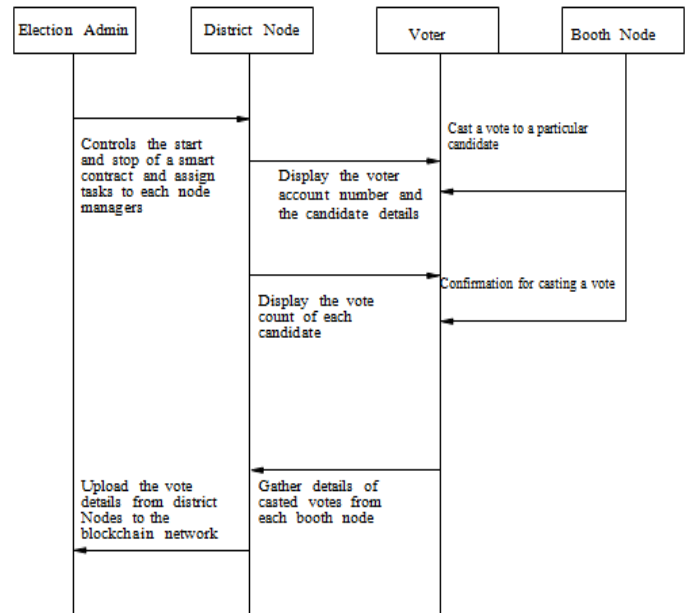 Election Admin
District Node
Voter
Booth Node
Controls the start
and stop of a smart
contract and assign
tasks to each node
managers
Display the voter
account number and
the candidate details
Cast a vote to a particular
candidate
Display the vote
count of each
candidate
Confirmation for casting a vote
Upload the vote
details from district
Nodes to the
blockchain network
Gather details of
casted votes from
each booth node